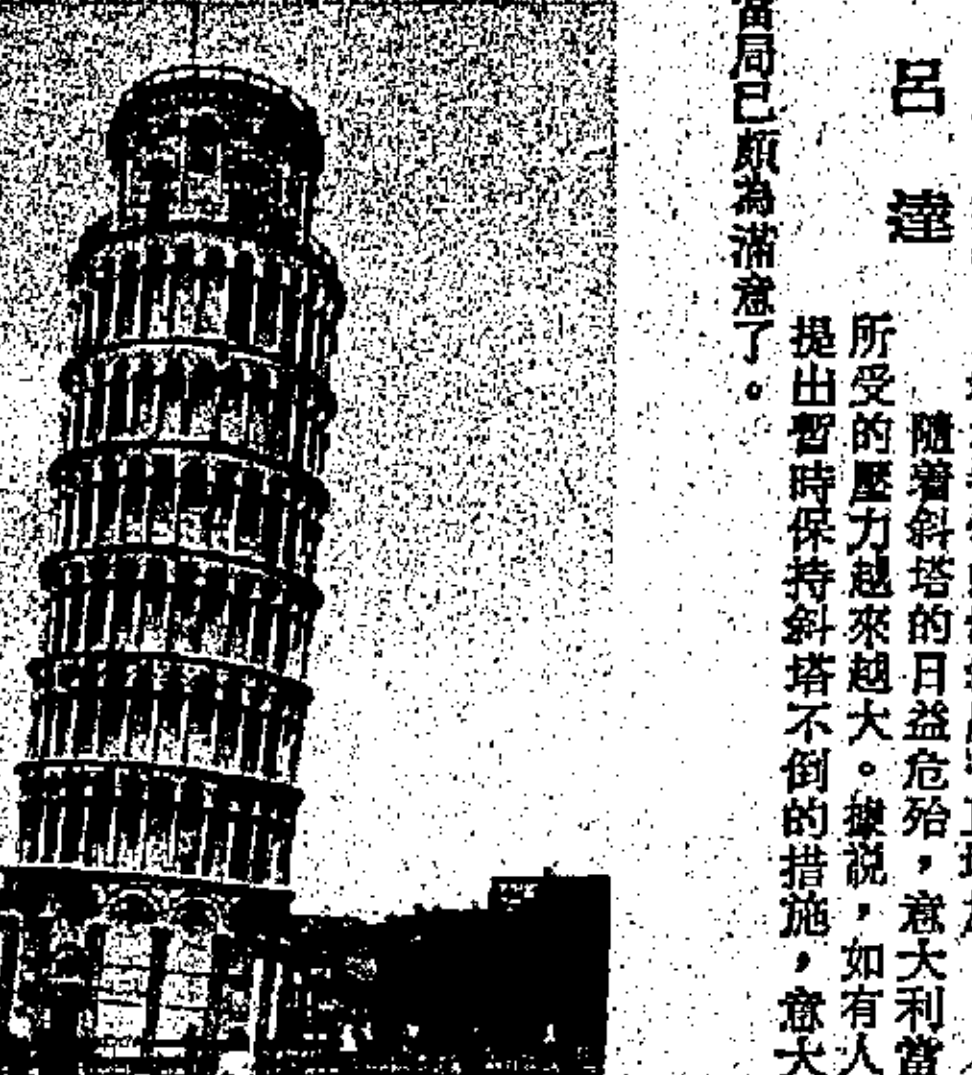 呂達
隨着斜塔的日益危殆，意大利當
所受的壓力越來越大。據說，如有人
提出暫時保持斜塔不倒的措施，意大
當局已頗為滿意了。